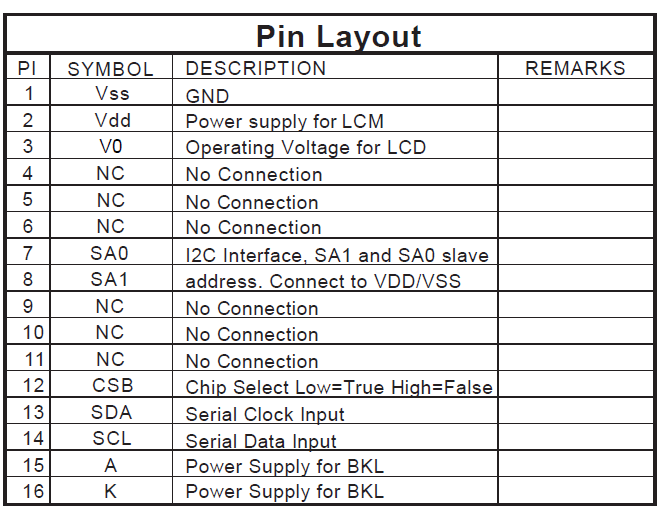 Pin Layout
PI SYMBOL DESCRIPTION REMARKS
1 Vss GND
2 Vdd Power supply for LCM
3 V0 Operating Voltage for LCD
4 NC No Connection
5 NC No Connection
6 NC No Connection
7 SA0 I2C Interface, SA1 and SA0 slave
8 SA1 address. Connect to VDD/VSS
9 NC No Connection
10 NC No Connection
11 NC No Connection
12 CSB Chip Select Low=True High=False
13 SDA Serial Clock Input
14 SCL Serial Data Input
15 A Power Supply for BKL
16 K Power Supply for BKL